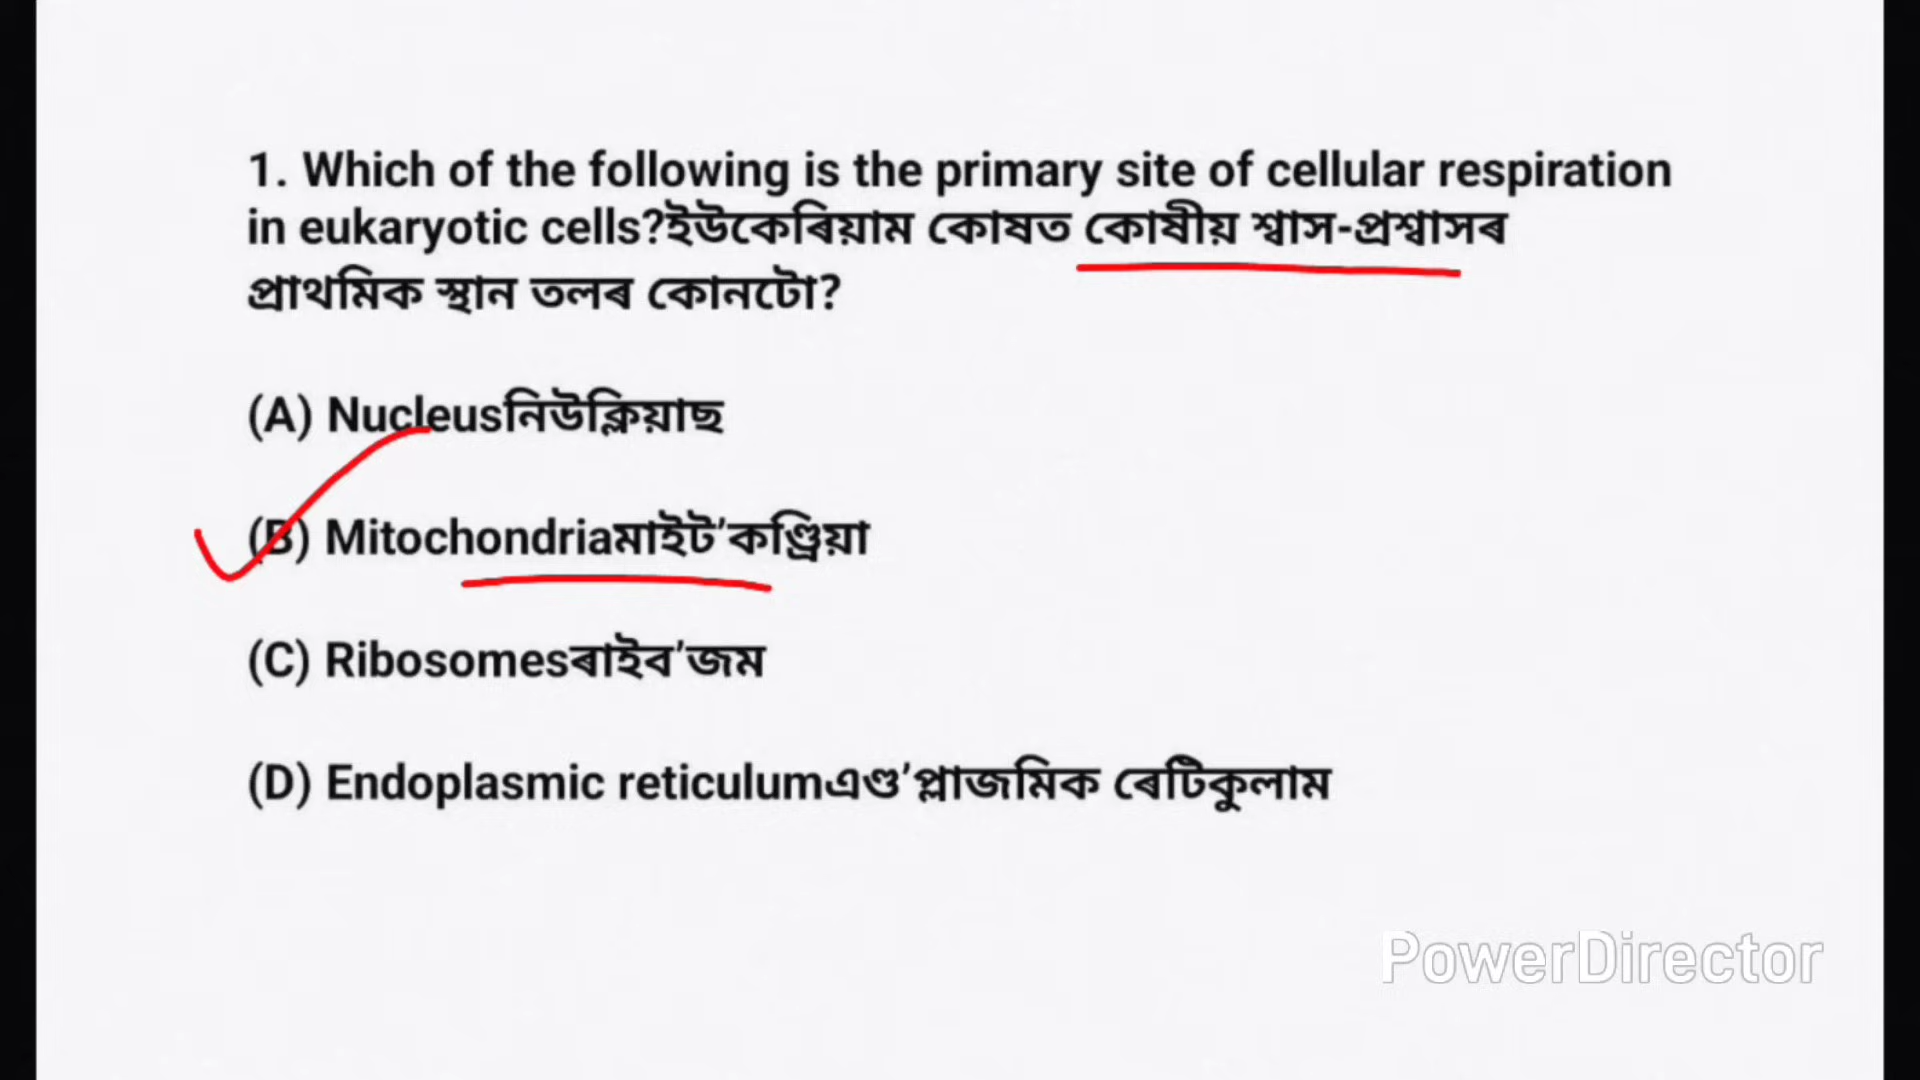 1. Which of the following is the primary site of cellular respiration
in eukaryotic cells?ইউকেৰিয়াম কোষত কোষীয় শ্বাস-প্ৰশ্বাসৰ
প্ৰাথমিক স্থান তলৰ কোনটো?
(A) Nucleusনিউক্লিয়াছ
(B) Mitochondriaমাইট’কণ্ড্ৰিয়া
(C) Ribosomesৰাইব’জম
(D) Endoplasmic reticulumএণ্ড’প্লাজমিক ৰেটিকুলাম
PowerDirector